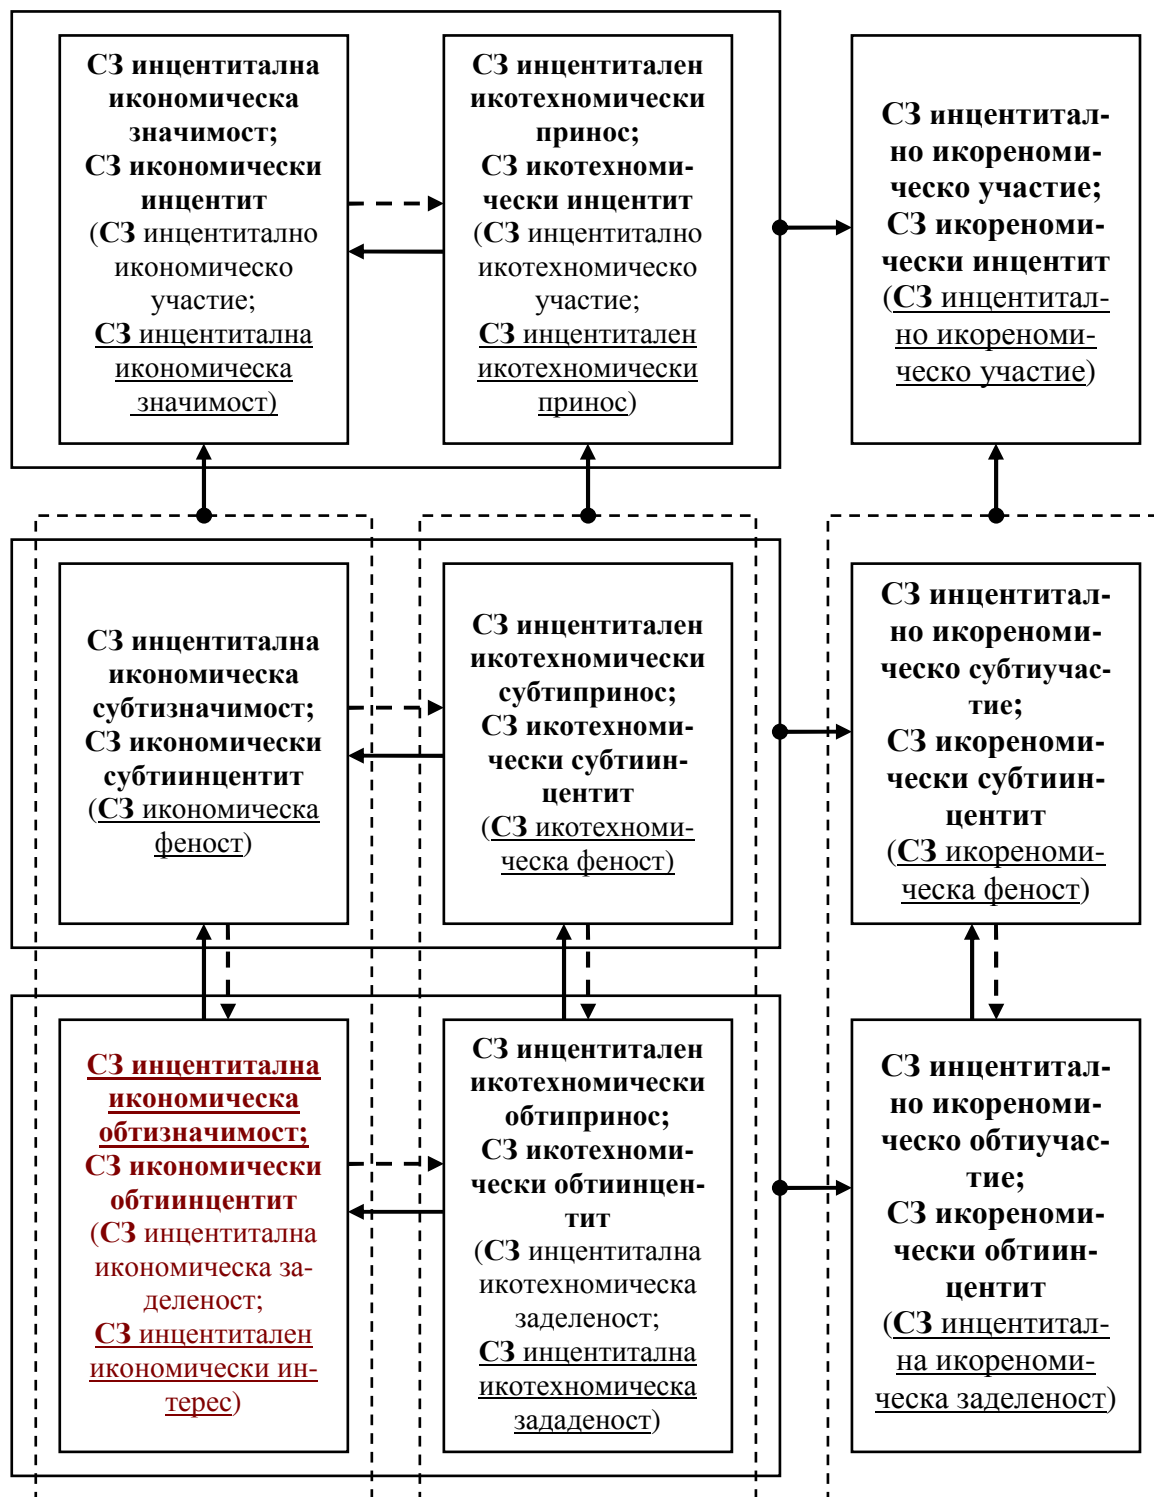 СЗ инцентитална
икономическа
значимост;
СЗ икономически
инцентит
(СЗ инцентитално
икономическо
участие;
СЗ инцентитална
икономическа
значимост)
СЗ инцентитален
икотехномически
принос;
СЗ икотехноми-
чески инцентит
(СЗ инцентитално
икотехномическо
участие;
СЗ инцентитален
икотехномически
принос)
СЗ инцентитал-
но икореноми-
ческо участие;
СЗ икореноми-
чески инцентит
(СЗ инцентитал-
но икореноми-
ческо участие)
СЗ инцентитална
икономическа
субтизначимост;
СЗ икономически
субтиинцентит
(СЗ икономическа
феност)
СЗ инцентитален
икотехномически
субтипринос;
СЗ икотехноми-
чески субтиин-
центит
(СЗ икотехноми-
ческа феност)
СЗ инцентитал-
но икореноми-
ческо субтиучас-
тие;
СЗ икореноми-
чески субтиин-
центит
(СЗ икореноми-
ческа феност)
СЗ инцентитална
икономическа
обтизначимост;
СЗ икономически
обтиинцентит
(СЗ инцентитална
икономическа за-
деленост;
СЗ инцентитален
икономически ин-
терес)
СЗ инцентитален
икотехномически
обтипринос;
СЗ икотехноми-
чески обтиинцен-
тит
(СЗ инцентитална
икотехномическа
заделеност;
СЗ инцентитална
икотехномическа
зададеност)
СЗ инцентитал-
но икореноми-
ческо обтиучас-
тие;
СЗ икореноми-
чески обтиин-
центит
(СЗ инцентитал-
на икореноми-
ческа заделеност)